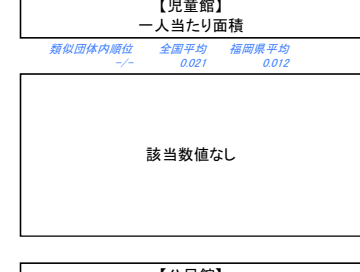 【児童館】
一人当たり面積
類似団体内順位 全国平均 福岡県平均
-/- 0.021 0.012
該当数値なし